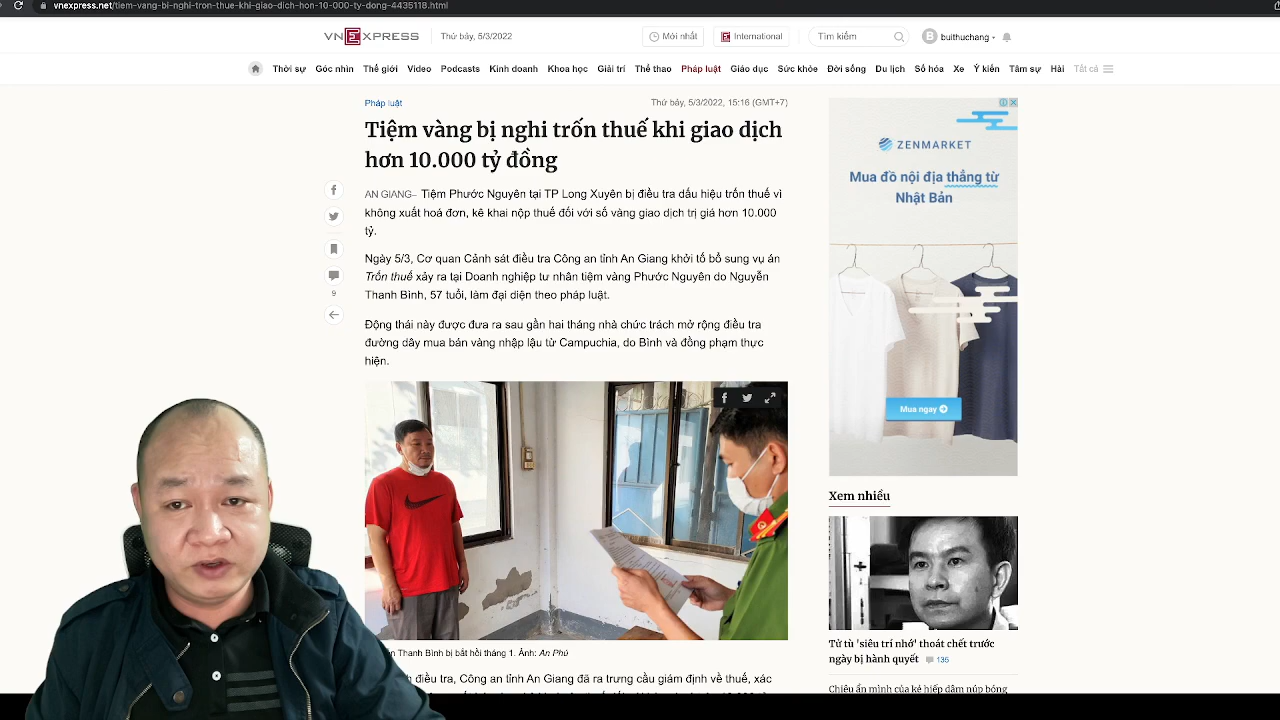 vnexpress.net/tiem-vang-bi-nghi-tron-thue-khi-giao-dich-hon-10-000-ty-dong-4435118.html
VNEXPRESS
Thứ bảy, 5/3/2022
Mới nhất
E International
Tìm kiếm
B buithuchang
Thời sự Góc nhìn Thế giới Video Podcasts Kinh doanh Khoa học Giải trí Thể thao Pháp luật Giáo dục Sức khỏe Đời sống Du lịch Số hóa Xe Ý kiến Tâm sự Hài Tất cả
Pháp luật
Thứ bảy, 5/3/2022, 15:16 (GMT+7)
Tiệm vàng bị nghi trốn thuế khi giao dịch
hơn 10.000 tỷ đồng
AN GIANG– Tiệm Phước Nguyên tại TP Long Xuyên bị điều tra dấu hiệu trốn thuế vì
không xuất hoá đơn, kê khai nộp thuế đối với số vàng giao dịch trị giá hơn 10.000
tỷ.
Ngày 5/3, Cơ quan Cảnh sát điều tra Công an tỉnh An Giang khởi tố bổ sung vụ án
Trốn thuế xảy ra tại Doanh nghiệp tư nhân tiệm vàng Phước Nguyên do Nguyễn
Thanh Bình, 57 tuổi, làm đại diện theo pháp luật.
9
Động thái này được đưa ra sau gần hai tháng nhà chức trách mở rộng điều tra
đường dây mua bán vàng nhập lậu từ Campuchia, do Bình và đồng phạm thực
hiện.
Thanh Bình bị bắt hồi tháng 1. Ảnh: An Phú
điều tra, Công an tỉnh An Giang đã ra trưng cầu giám định về thuế, xác
ZENMARKET
Mua đồ nội địa thẳng từ
Nhật Bản
Mua ngay
Xem nhiều
Tử tù 'siêu trí nhớ' thoát chết trước
ngày bị hành quyết 135
Chiêu ẩn mình của kẻ hiếp dâm núp bóng